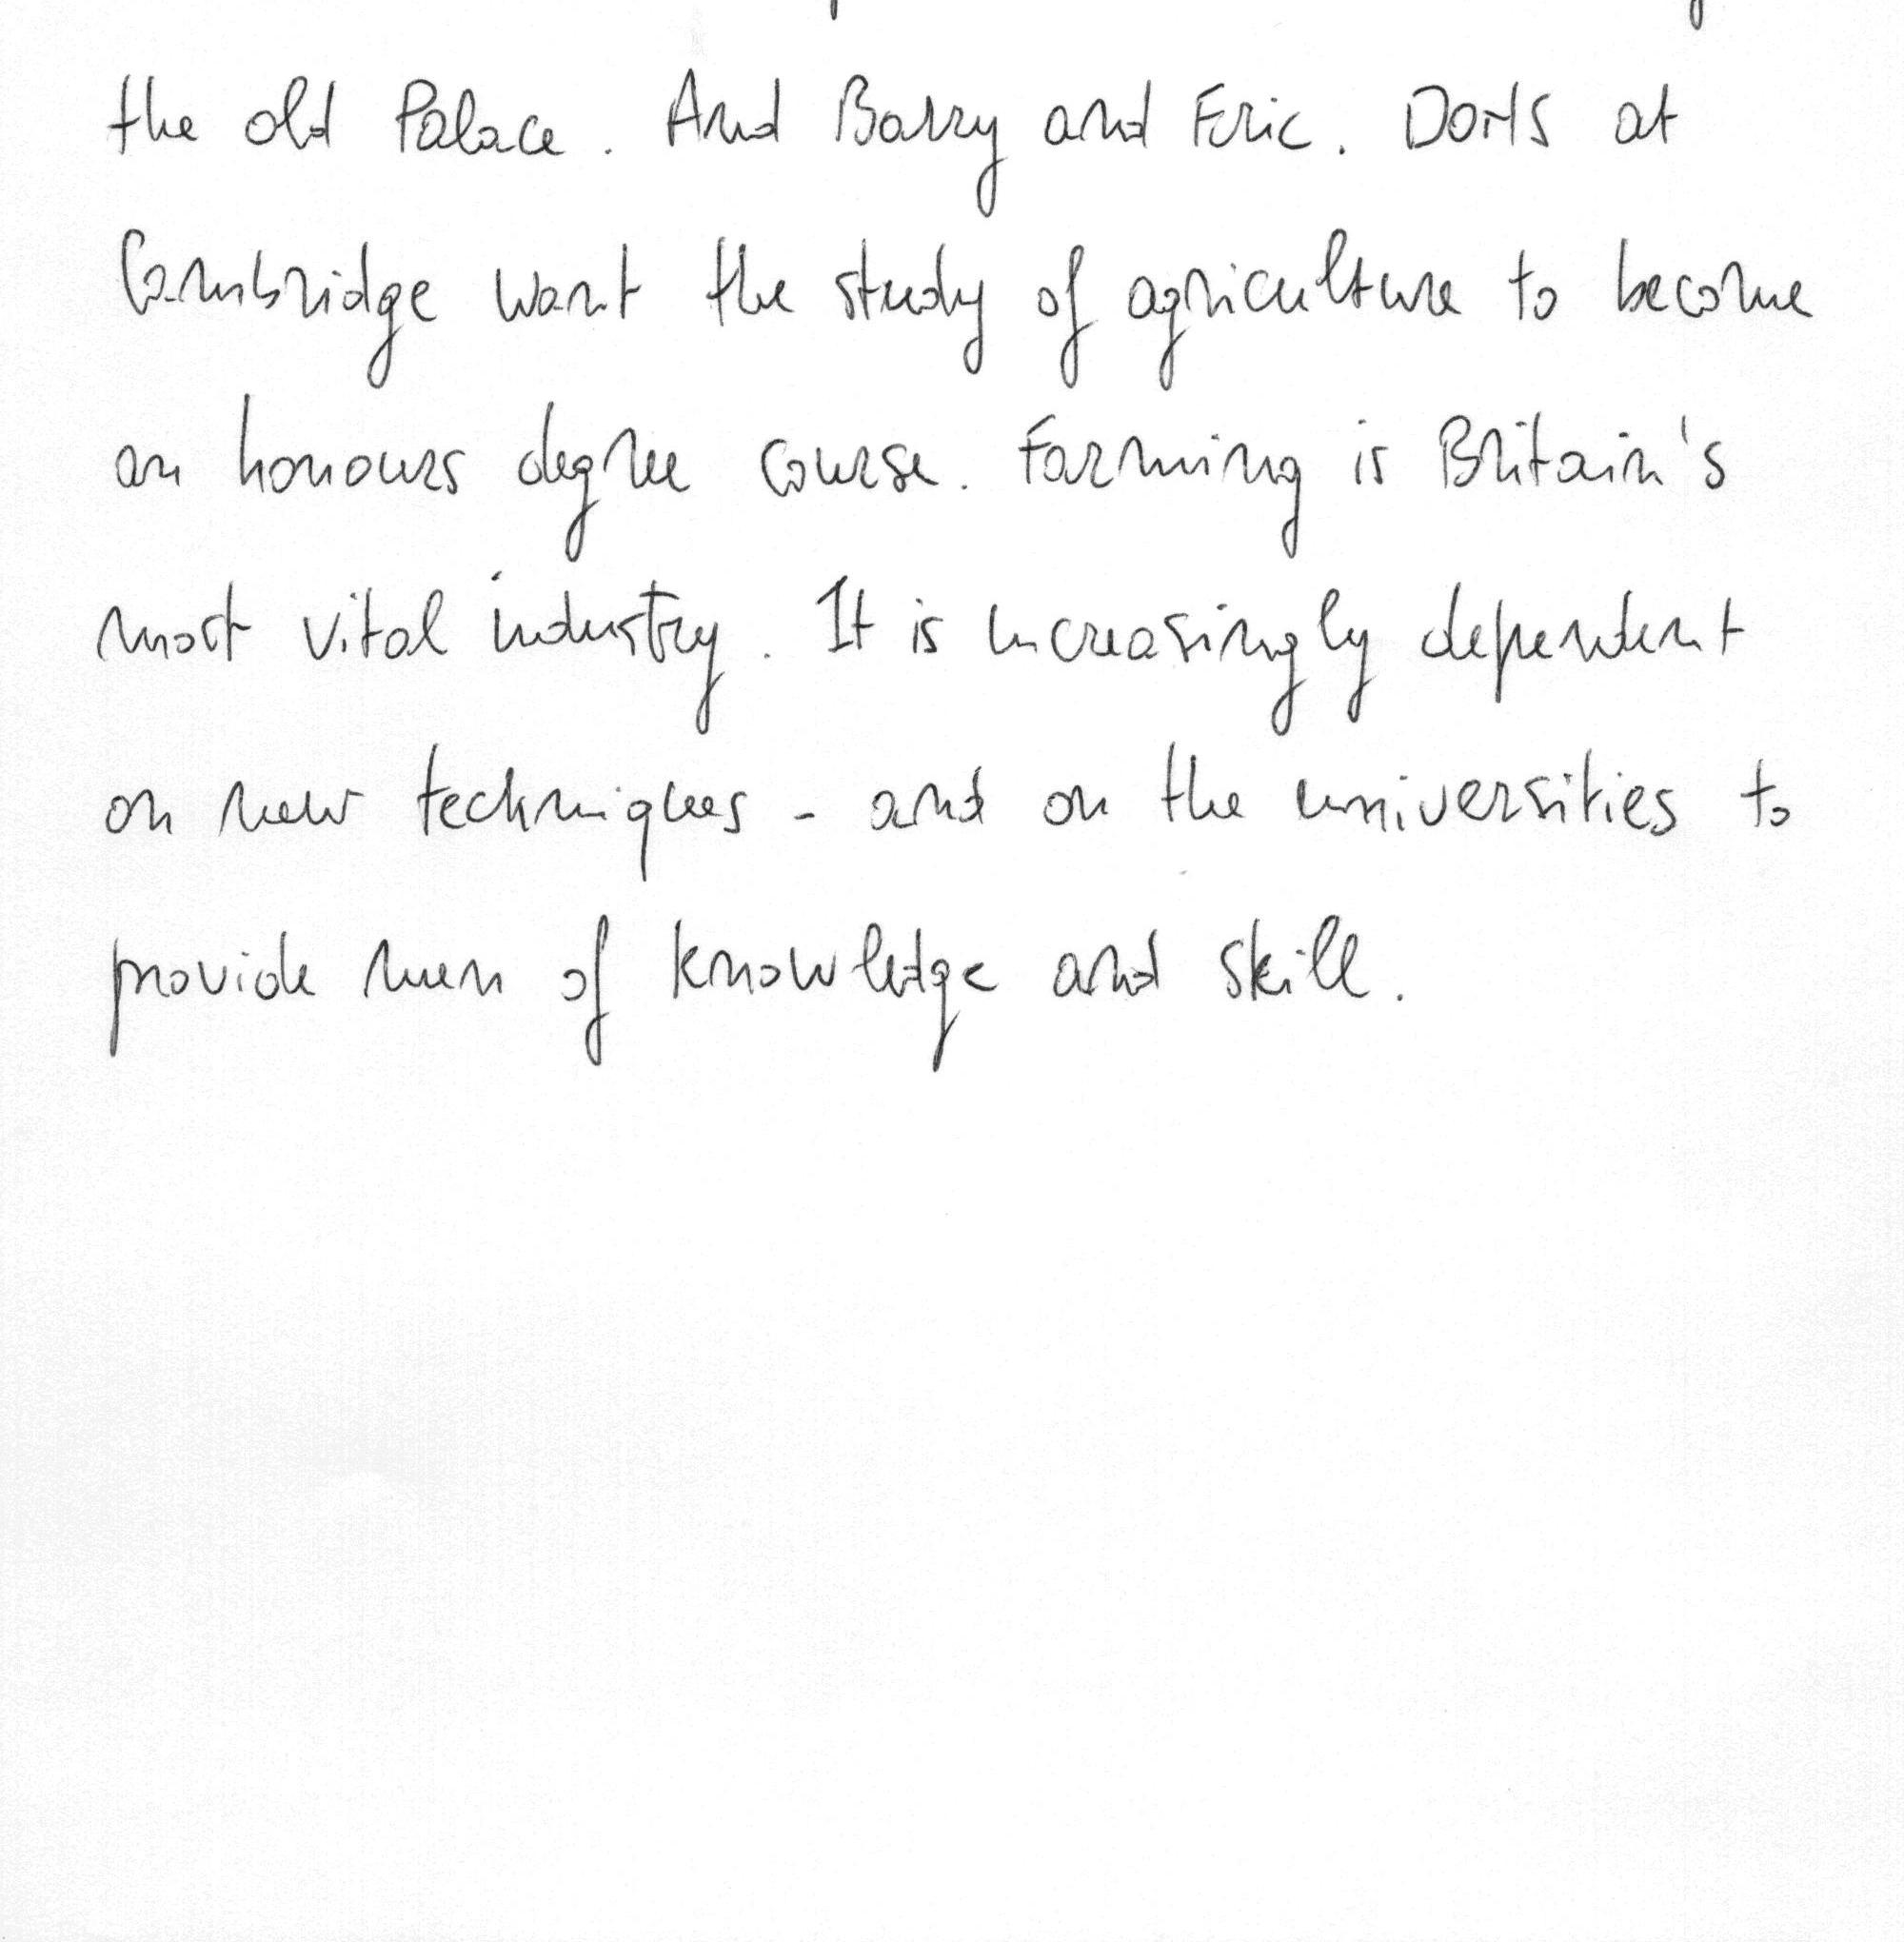 the old Palace. And Barry and Eric. DONS at
Cambridge want the study of agriculture to become
an honours degree course. Farming is Britain's
most vital industry. It is increasingly dependent
on new techniques - and on the universities to
provide men of knowledge and skill.